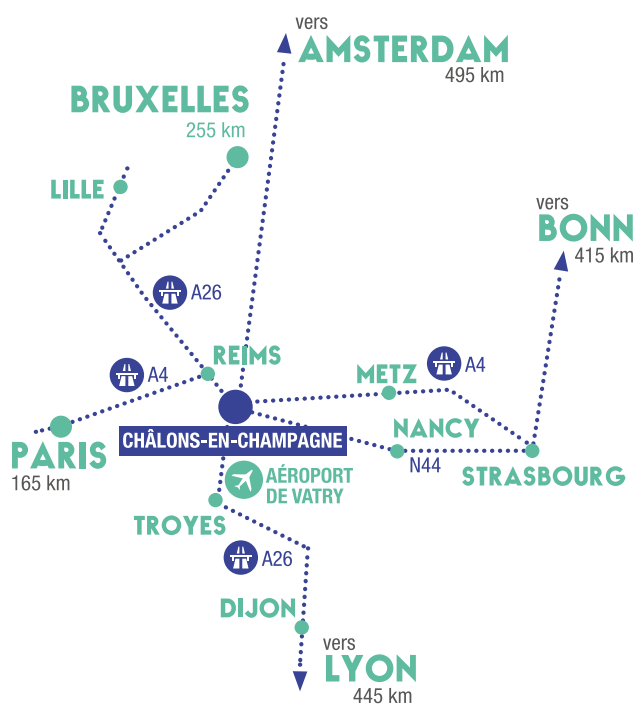 vers
AMSTERDAM
495 km
BRUXELLES
255 km
LILLE
vers
BONN
415 km
A26
REIMS
A4
METZ
A4
CHÂLONS-EN-CHAMPAGNE
NANCY
PARIS
165 km
N44
STRASBOURG
AÉROPORT
DE VATRY
TROYES
A26
DIJON
vers
LYON
445 km